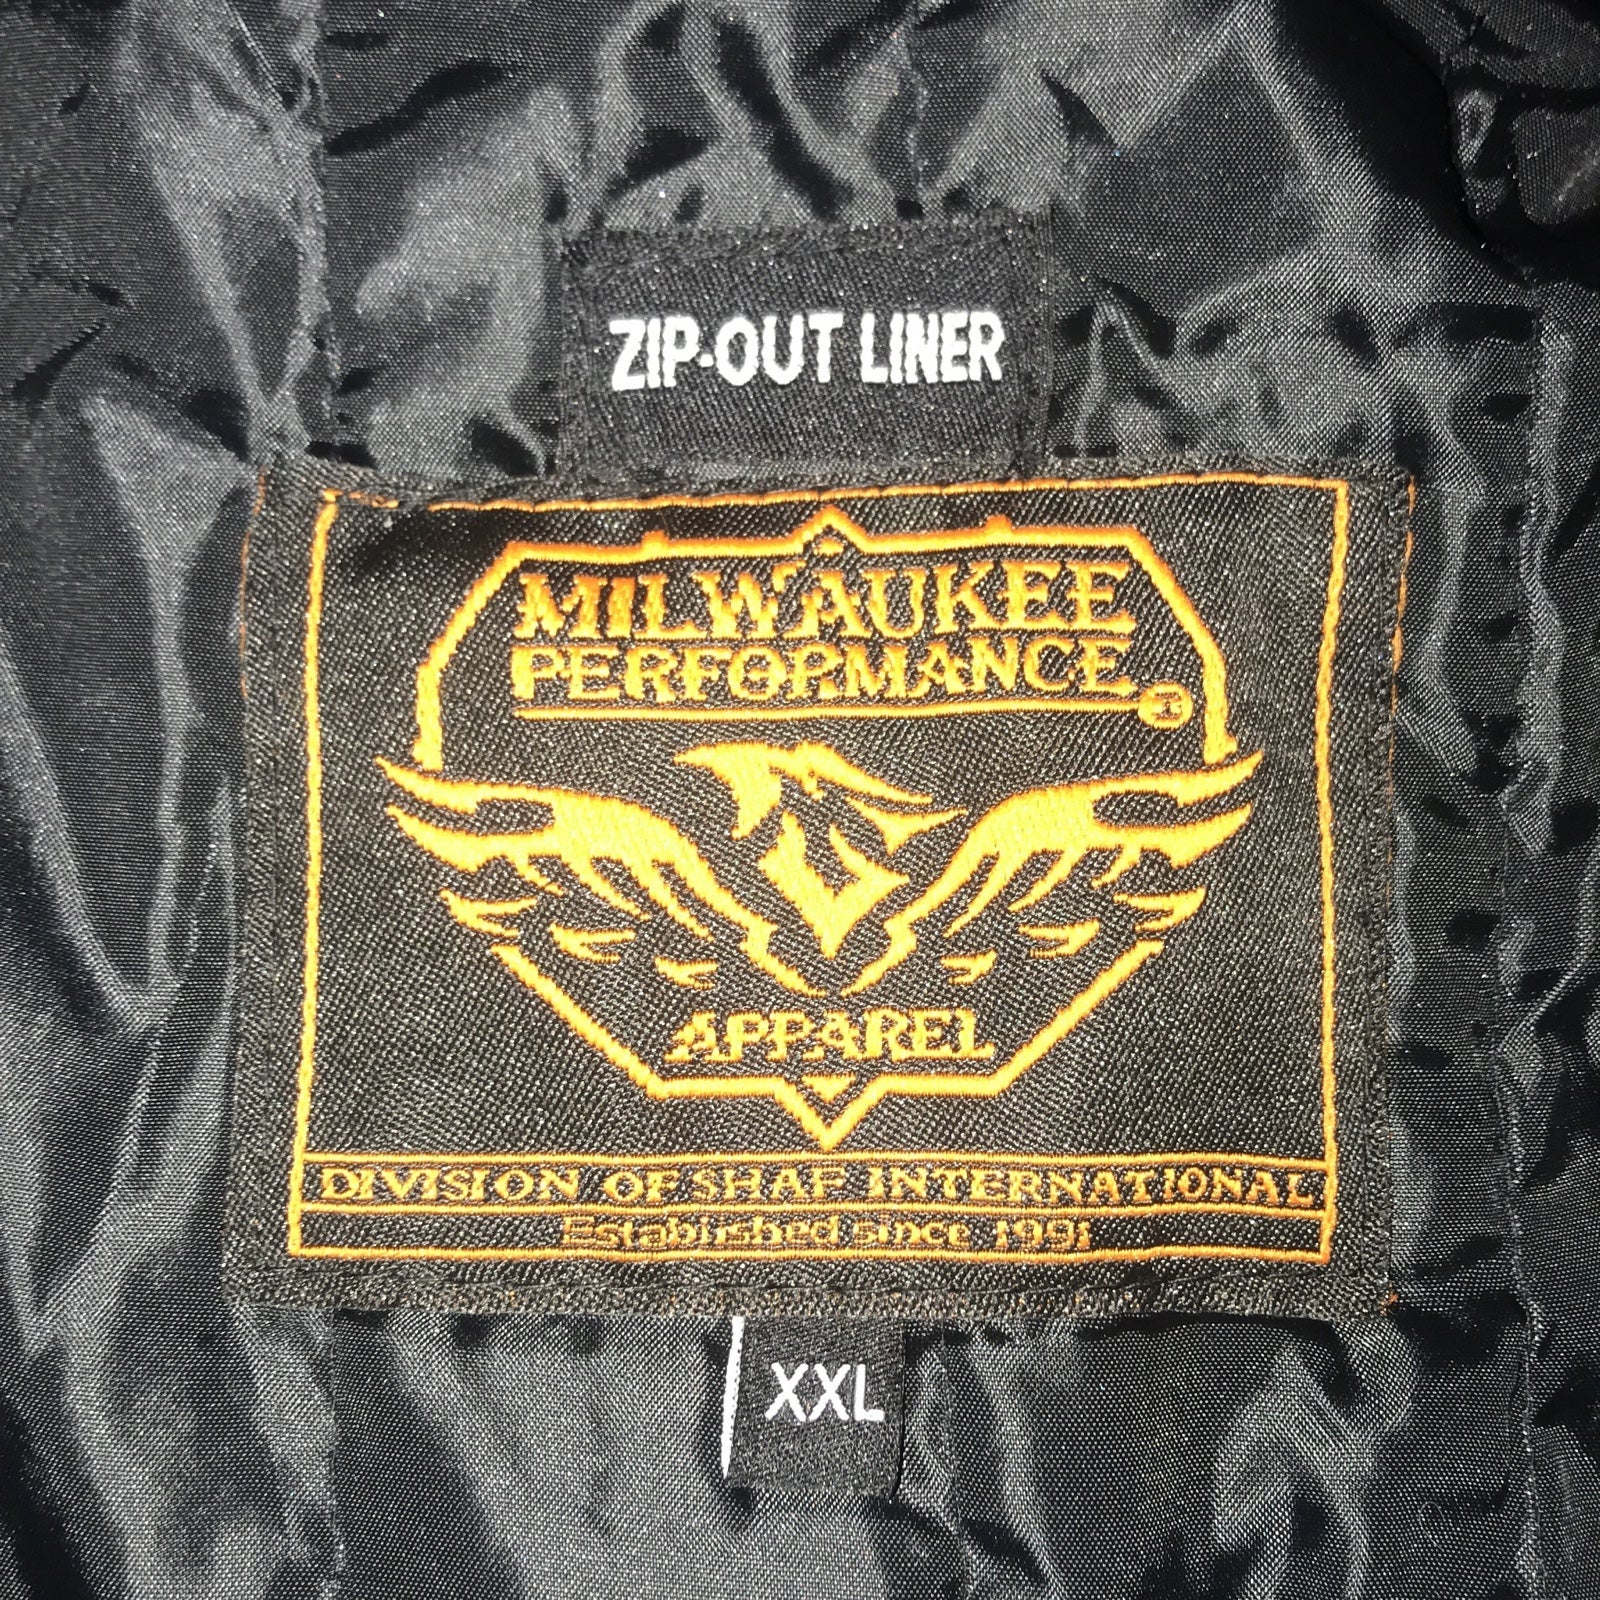 ZIP-OUT LINER
MILWAUKEE
PERFORMANCE ®
APPAREL
DIVISION OF SHAF INTERNATIONAL
Established since 1991
XXL